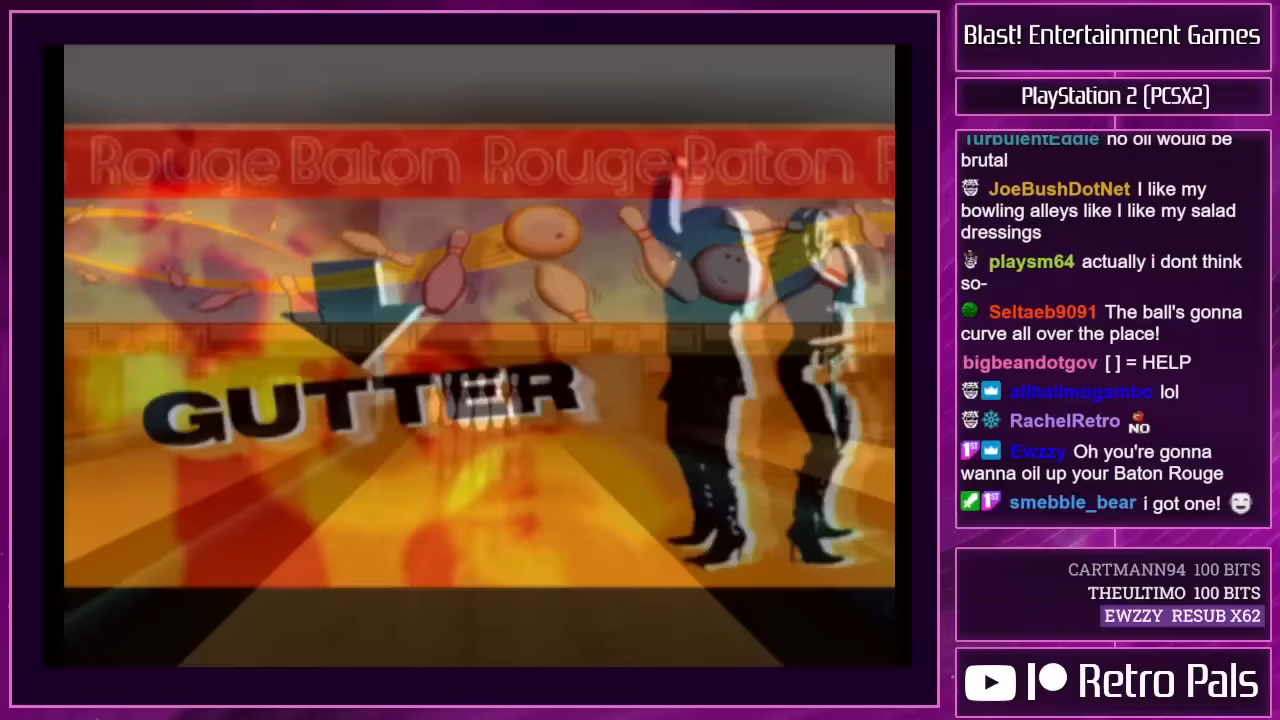 Rouge Baton Rouge Baton R
GUTTER
Blast! Entertainment Games
PlayStation 2 (PCSX2)
TurbulentEddie no oil would be
brutal
JoeBushDotNet I like my
bowling alleys like I like my salad
dressings
playsm64 actually i dont think
so-
Seltaeb9091 The ball's gonna
curve all over the place!
bigbeandotgov [ ] = HELP
allhailmogambo lol
RachelRetro NO
Ewzzy Oh you're gonna
wanna oil up your Baton Rouge
smebble_bear i got one!
CARTMANN94 100 BITS
THEULTIMO 100 BITS
EWZZY RESUB X62
Retro Pals